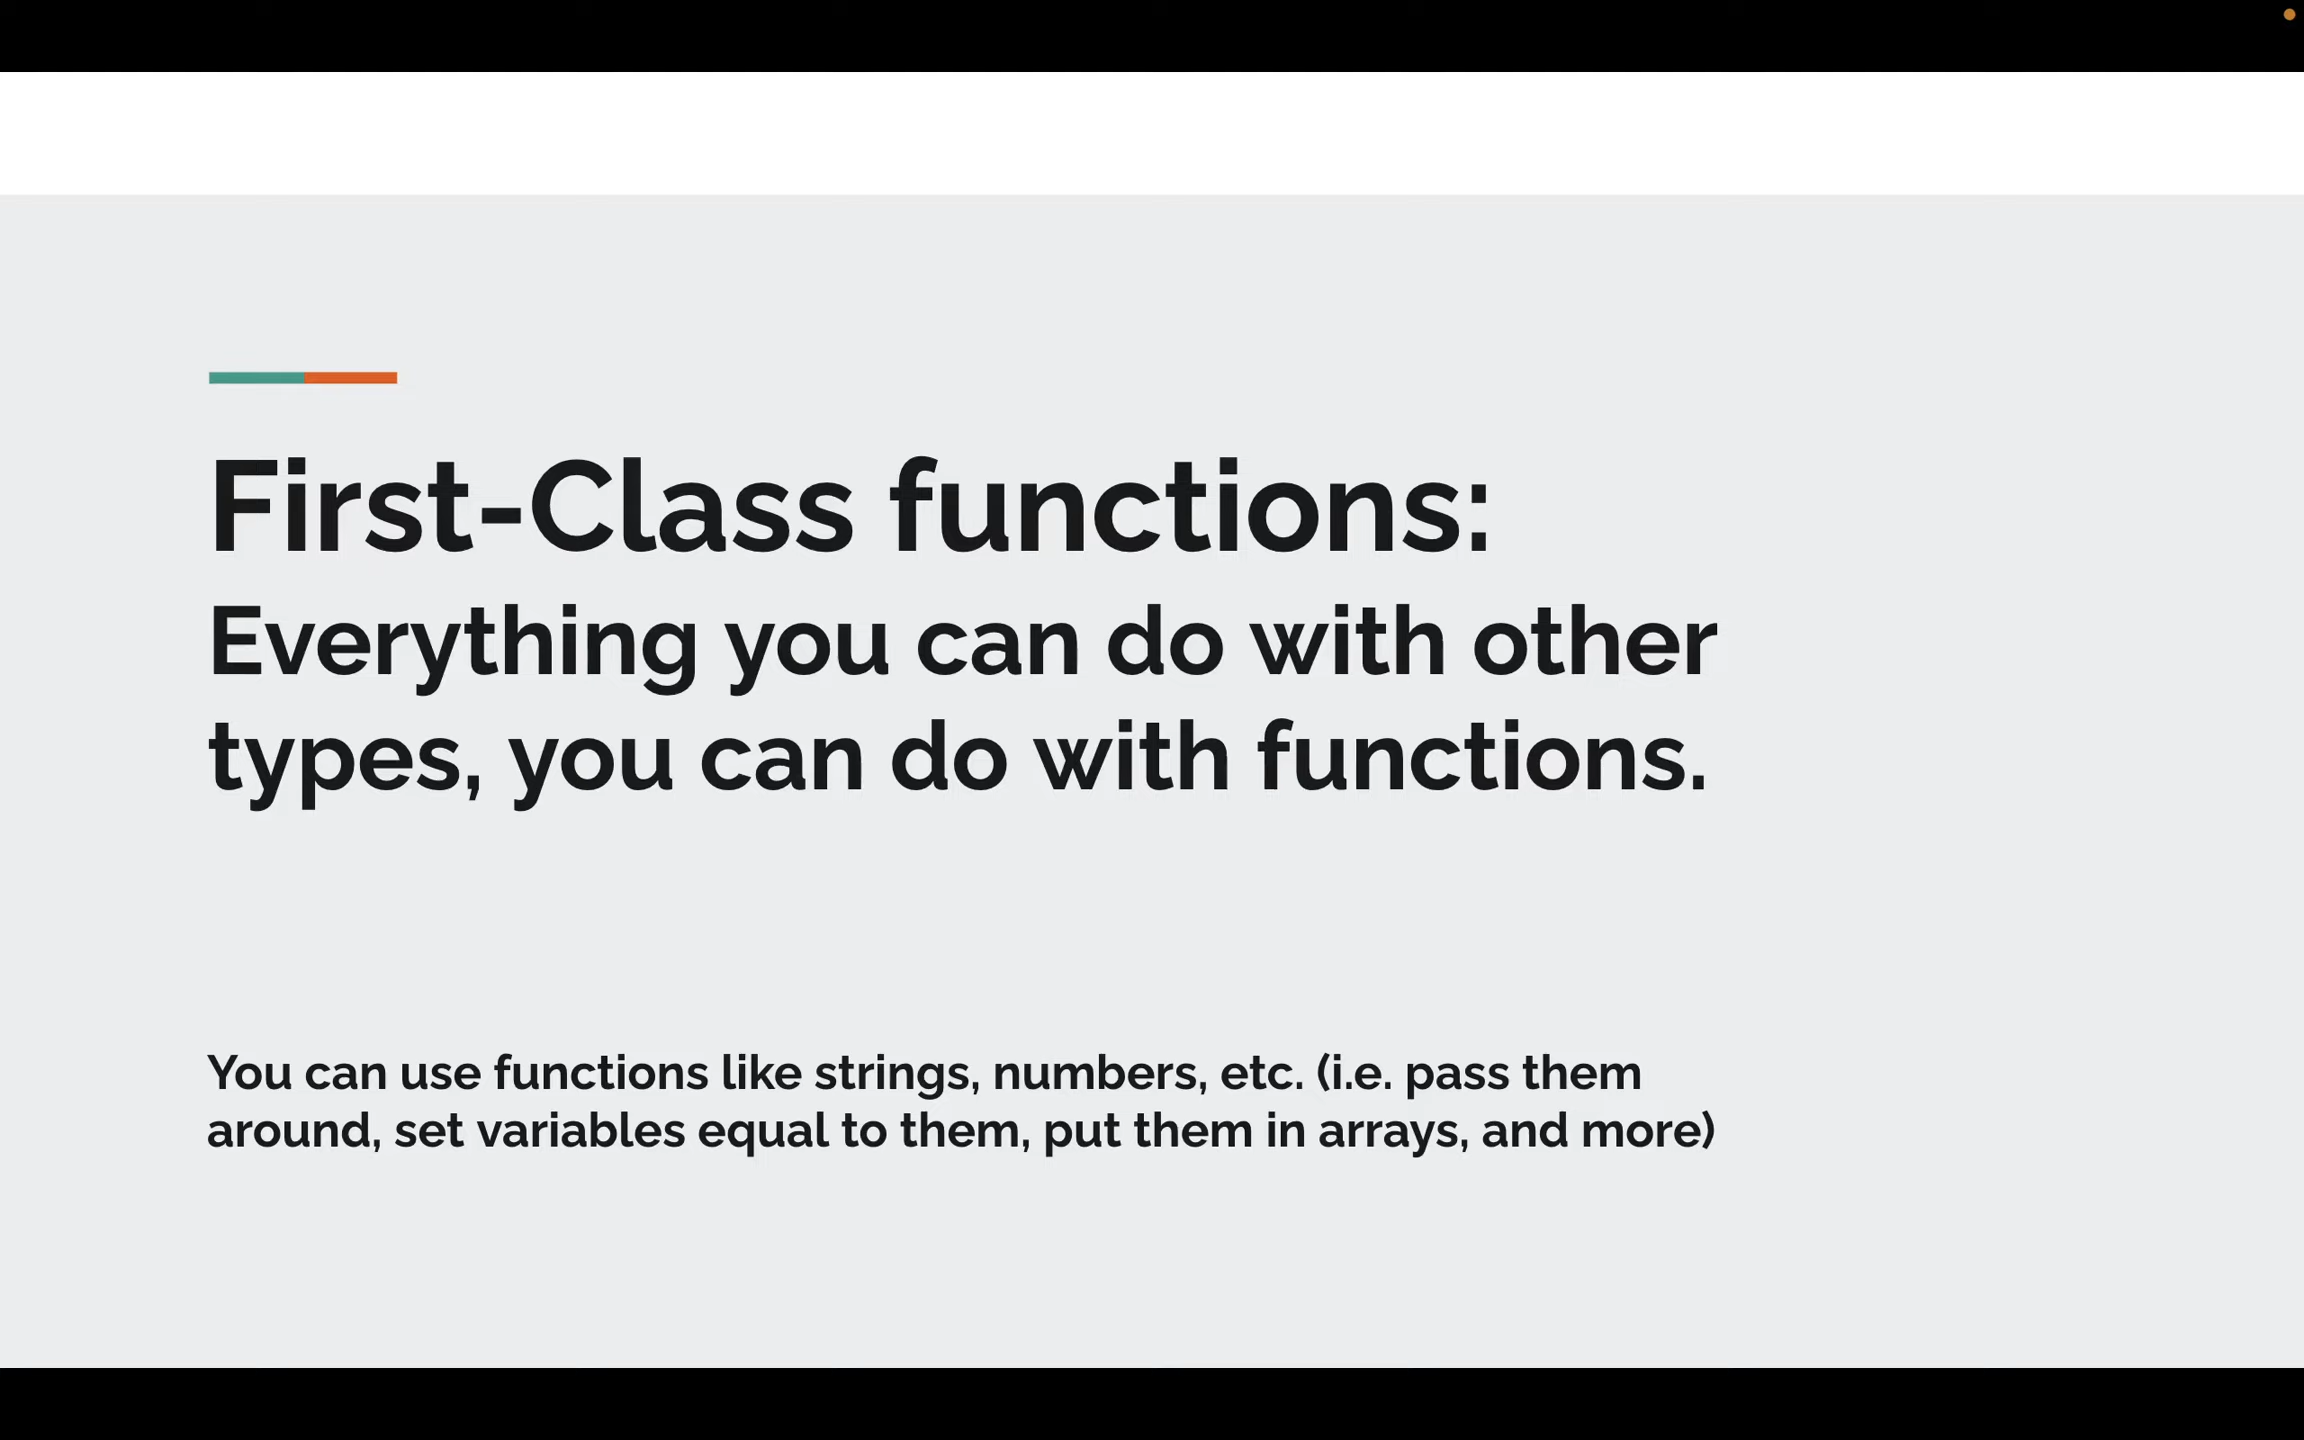 First-Class functions:
Everything you can do with other
types, you can do with functions.
You can use functions like strings, numbers, etc. (i.e. pass them
around, set variables equal to them, put them in arrays, and more)